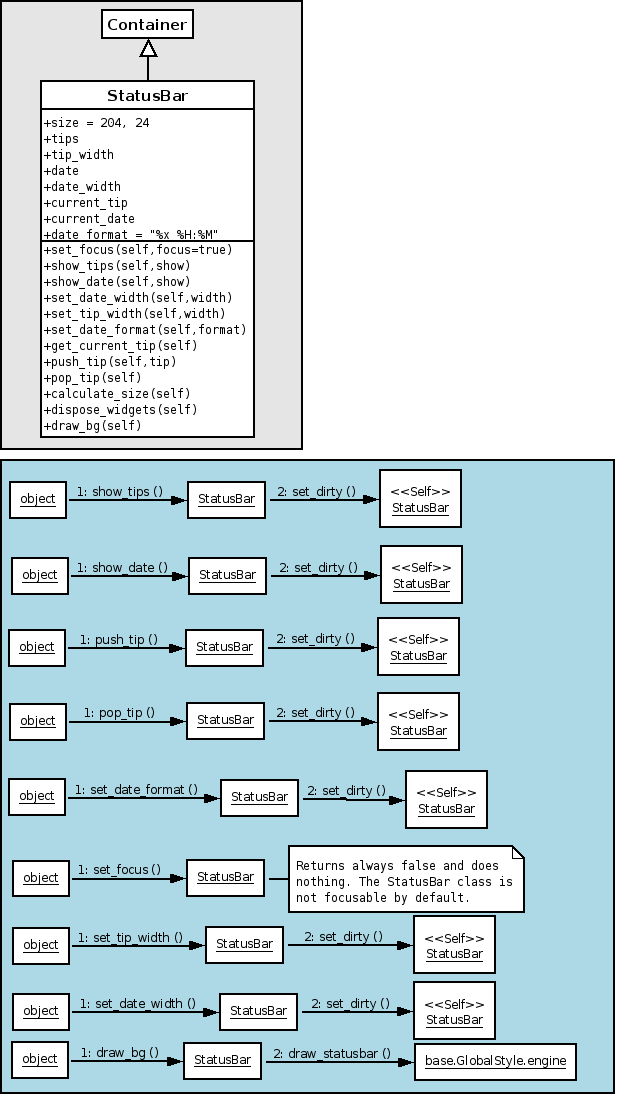 Container
StatusBar
+size = 204, 24
+tips
+tip_width
+date
+date_width
+current_tip
+current_date
+date_format = "%x %H:%M"
+set_focus(self,focus=true)
+show_tips(self,show)
+show_date(self,show)
+set_date_width(self,width)
+set_tip_width(self,width)
+set_date_format(self,format)
+get_current_tip(self)
+push_tip(self,tip)
+pop_tip(self)
+calculate_size(self)
+dispose_widgets(self)
+draw_bg(self)
object 1: show_tips () StatusBar 2: set_dirty () <<Self>>
StatusBar
object 1: show_date () StatusBar 2: set_dirty () <<Self>>
StatusBar
object 1: push_tip () StatusBar 2: set_dirty () <<Self>>
StatusBar
object 1: pop_tip () StatusBar 2: set_dirty () <<Self>>
StatusBar
object 1: set_date_format () StatusBar 2: set_dirty () <<Self>>
StatusBar
object 1: set_focus () StatusBar
Returns always false and does
nothing. The StatusBar class is
not focusable by default.
object 1: set_tip_width () StatusBar 2: set_dirty () <<Self>>
StatusBar
object 1: set_date_width () StatusBar 2: set_dirty () <<Self>>
StatusBar
object 1: draw_bg () StatusBar 2: draw_statusbar () base.GlobalStyle.engine